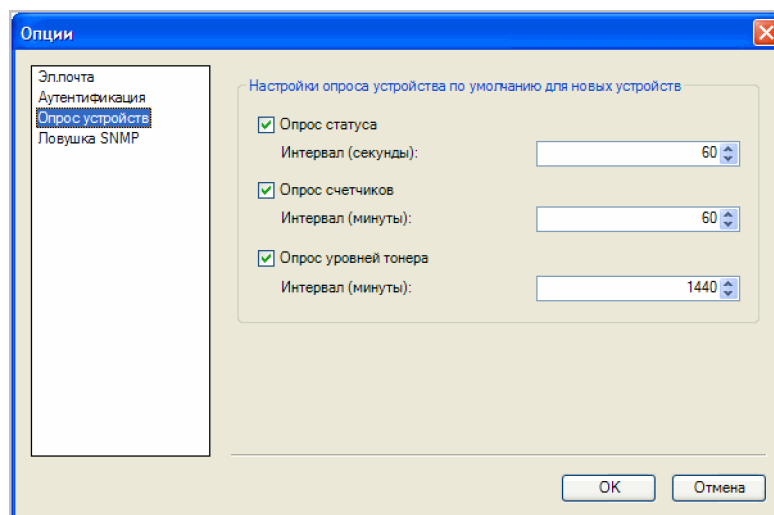 Опции
Эл.почта
Аутентификация
Опрос устройств
Ловушка SNMP
Настройки опроса устройства по умолчанию для новых устройств
Опрос статуса
Интервал (секунды): 60
Опрос счетчиков
Интервал (минуты): 60
Опрос уровней тонера
Интервал (минуты): 1440
OK Отмена